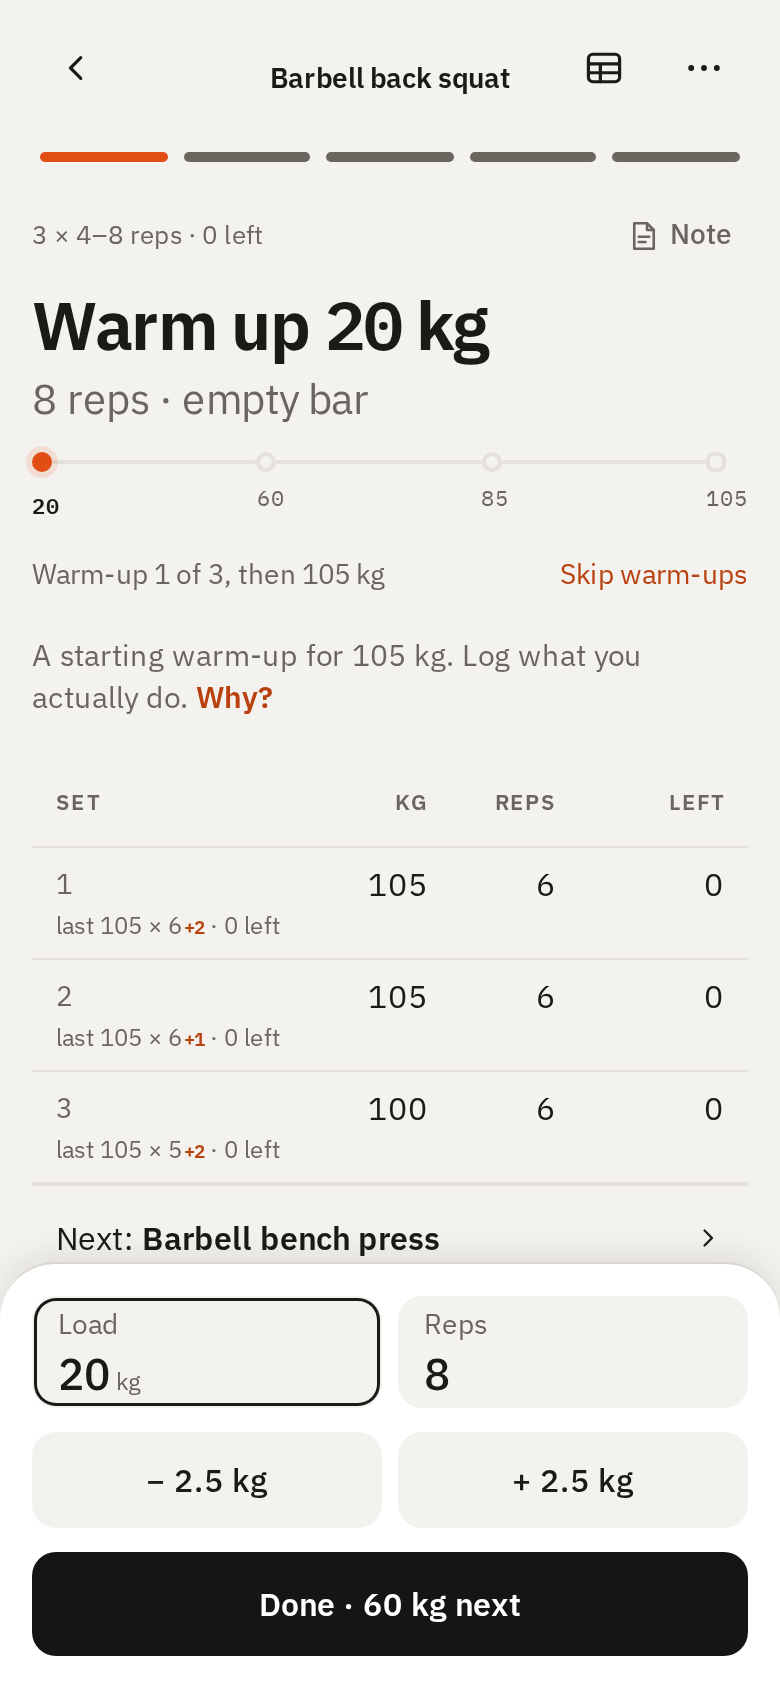 Barbell back squat
3 × 4–8 reps · 0 left
Note
Warm up 20 kg
8 reps · empty bar
20 60 85 105
Warm-up 1 of 3, then 105 kg
Skip warm-ups
A starting warm-up for 105 kg. Log what you
actually do. Why?
SET KG REPS LEFT
1 105 6 0
last 105 × 6 +2 · 0 left
2 105 6 0
last 105 × 6 +1 · 0 left
3 100 6 0
last 105 × 5 +2 · 0 left
Next: Barbell bench press
Load
20 kg
Reps
8
– 2.5 kg
+ 2.5 kg
Done · 60 kg next